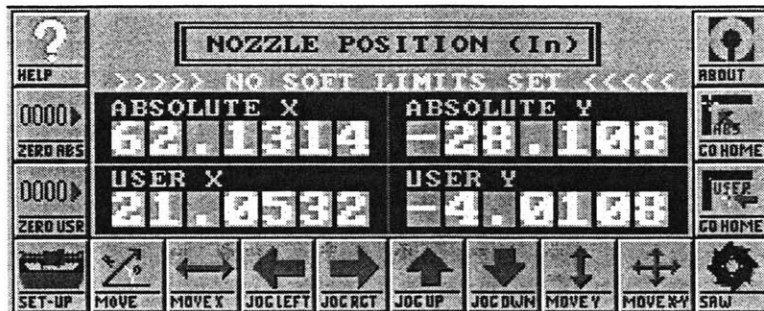 NOZZLE POSITION (In)
HELP
ABOUT
>>>>> NO SOFT LIMITS SET <<<<<
ABSOLUTE X
ABSOLUTE Y
0000
62.1314
-28.108
ABS
ZERO ABS
GO HOME
USER X
USER Y
0000
21.0532
-4.0108
USER
ZERO USR
GO HOME
SET-UP
MOVE
MOVE X
JOG LEFT
JOG RGT
JOG UP
JOG DWN
MOVE Y
MOVE X-Y
SAW